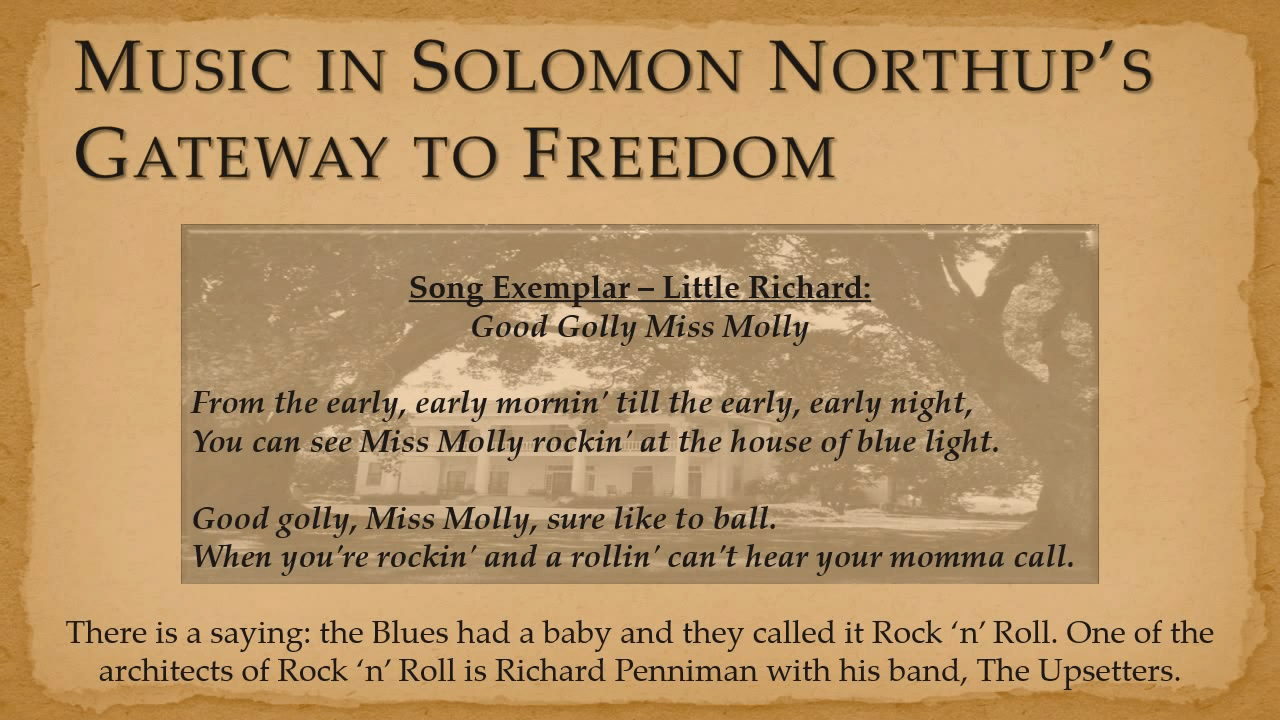 Music in Solomon Northup’s
Gateway to Freedom
Song Exemplar – Little Richard:
Good Golly Miss Molly
From the early, early mornin' till the early, early night,
You can see Miss Molly rockin' at the house of blue light.
Good golly, Miss Molly, sure like to ball.
When you're rockin' and a rollin' can't hear your momma call.
There is a saying: the Blues had a baby and they called it Rock ‘n’ Roll. One of the
architects of Rock ‘n’ Roll is Richard Penniman with his band, The Upsetters.